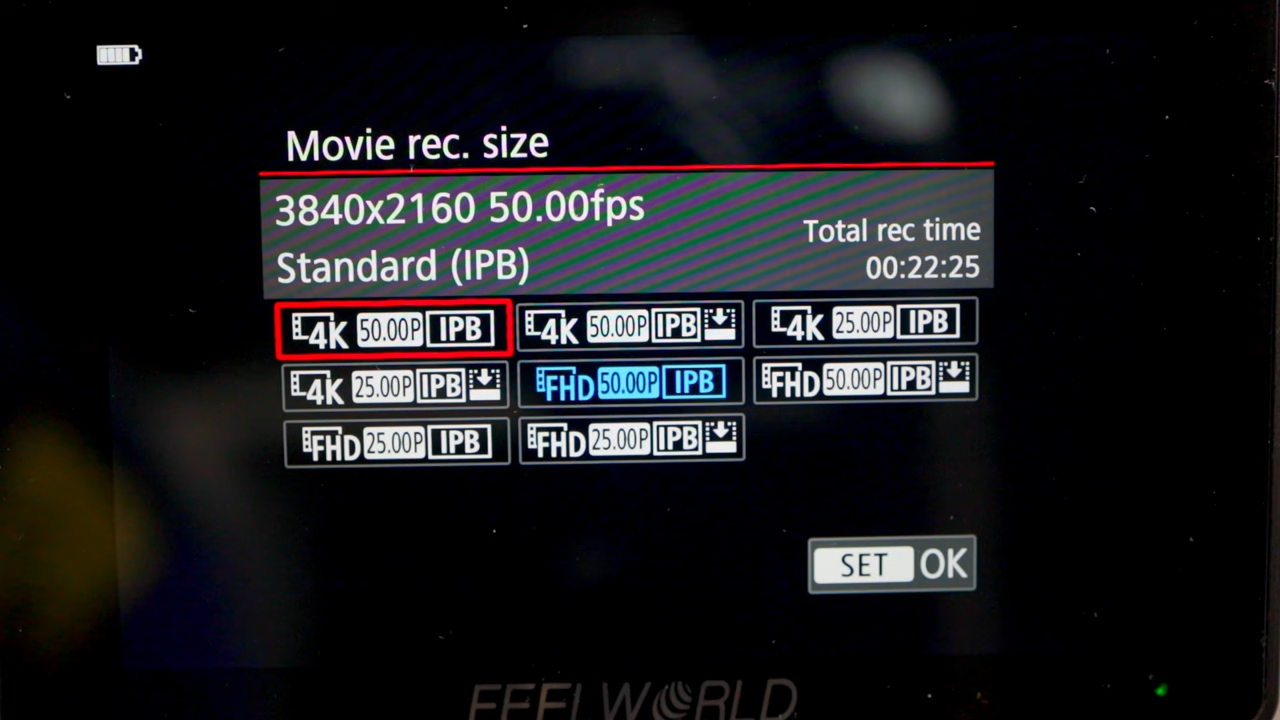 Movie rec. size
3840x2160 50.00fps
Standard (IPB)
Total rec time
00:22:25
4K 50.00P IPB
4K 50.00P IPB
4K 25.00P IPB
4K 25.00P IPB
FHD 50.00P IPB
FHD 50.00P IPB
FHD 25.00P IPB
FHD 25.00P IPB
SET OK
FEELWORLD